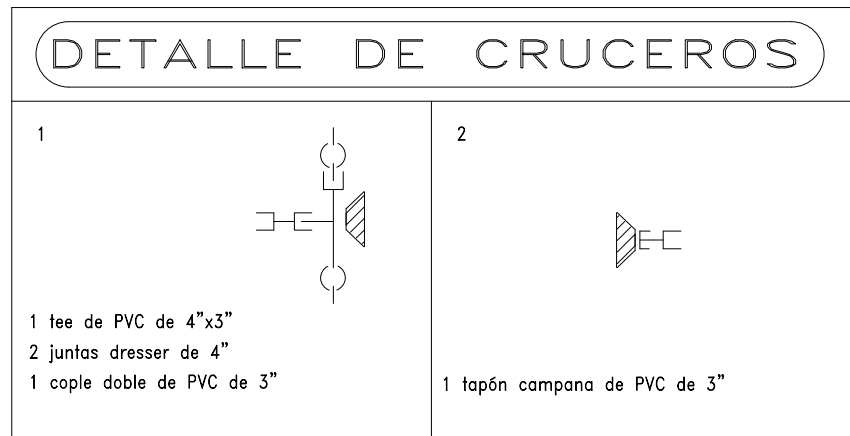 DETALLE DE CRUCEROS
1
1 tee de PVC de 4”x3”
2 juntas dresser de 4”
1 cople doble de PVC de 3”
2
1 tapón campana de PVC de 3”